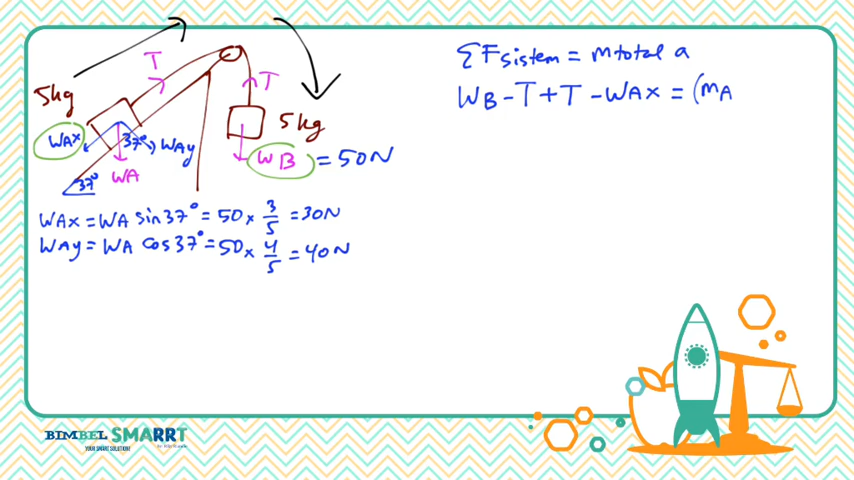 T
T
5kg
5kg
WAX
37°
WAy
WB = 50N
WA
37°
WAX = WA sin 37° = 50 × 3/5 = 30N
WAy = WA cos 37° = 50 × 4/5 = 40N
ΣFsistem = mtotal a
WB - T + T - WAX = (mA
BIMBEL SMARRT
YOUR SMART SOLUTION!